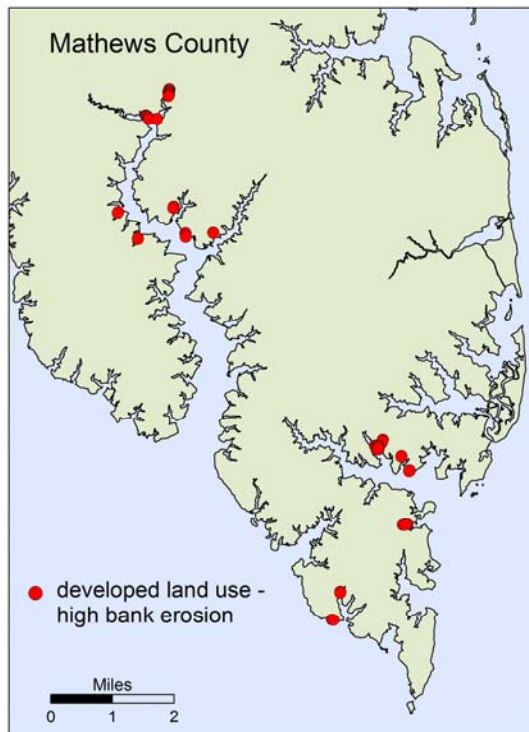 Mathews County
developed land use -
high bank erosion
Miles
0 1 2